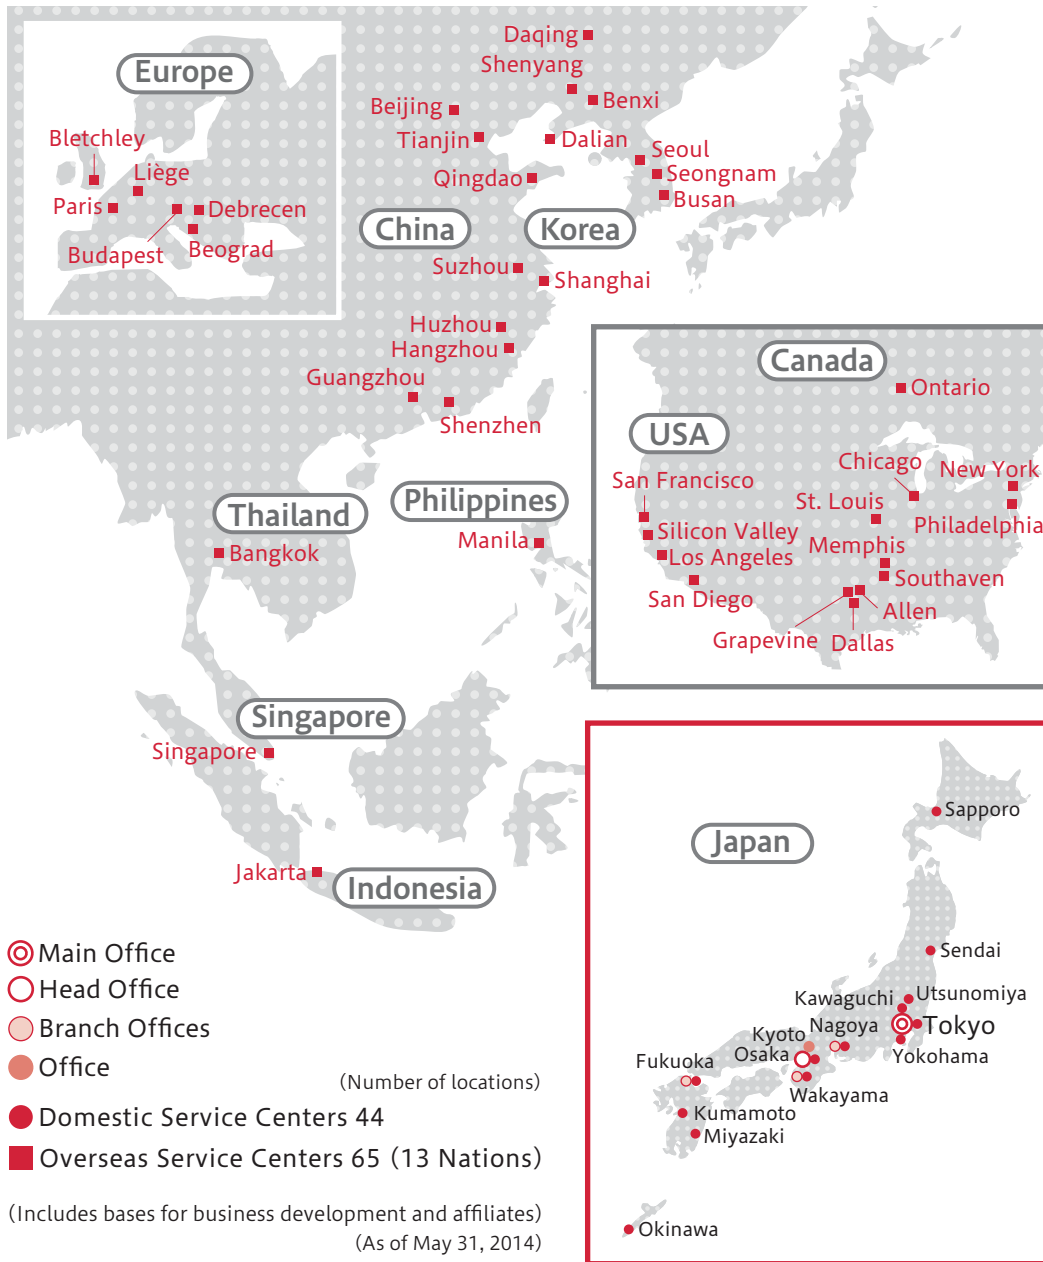 Europe
Bletchley
Liège
Paris
Debrecen
Budapest
Beograd
Daqing
Shenyang
Benxi
Beijing
Tianjin
Dalian
Seoul
Seongnam
Busan
Qingdao
China
Korea
Suzhou
Shanghai
Huzhou
Hangzhou
Guangzhou
Shenzhen
Thailand
Bangkok
Philippines
Manila
Singapore
Singapore
Jakarta
Indonesia
Canada
Ontario
USA
Chicago
New York
San Francisco
St. Louis
Philadelphia
Silicon Valley
Memphis
Los Angeles
Southaven
San Diego
Allen
Grapevine
Dallas
Japan
Sapporo
Sendai
Kawaguchi
Utsunomiya
Nagoya
Tokyo
Kyoto
Osaka
Yokohama
Fukuoka
Wakayama
Kumamoto
Miyazaki
Okinawa
Main Office
Head Office
Branch Offices
Office
(Number of locations)
Domestic Service Centers 44
Overseas Service Centers 65 (13 Nations)
(Includes bases for business development and affiliates)
(As of May 31, 2014)